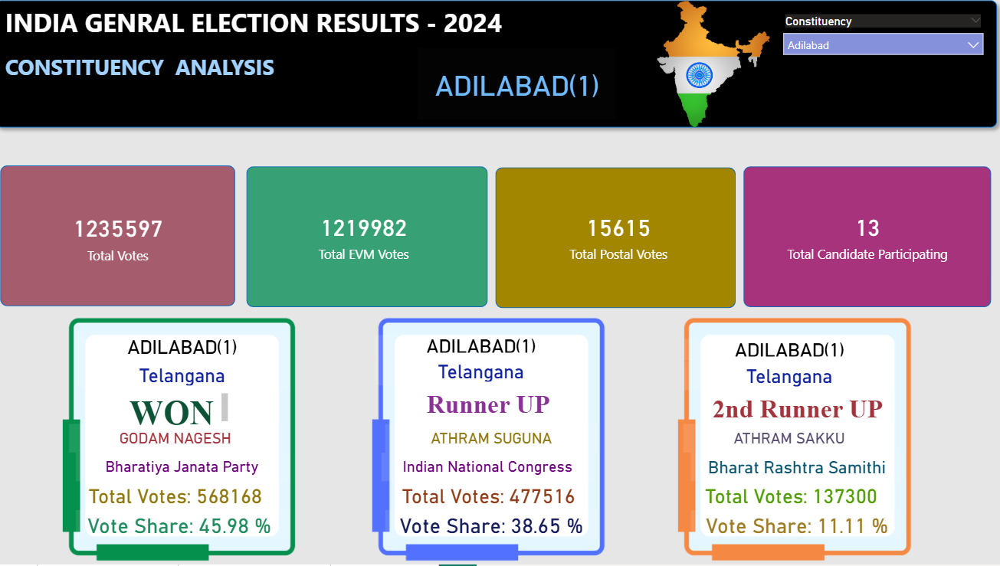 INDIA GENRAL ELECTION RESULTS - 2024
CONSTITUENCY ANALYSIS
ADILABAD(1)
Constituency
Adilabad
1235597
Total Votes
1219982
Total EVM Votes
15615
Total Postal Votes
13
Total Candidate Participating
ADILABAD(1)
Telangana
WON
GODAM NAGESH
Bharatiya Janata Party
Total Votes: 568168
Vote Share: 45.98 %
ADILABAD(1)
Telangana
Runner UP
ATHRAM SUGUNA
Indian National Congress
Total Votes: 477516
Vote Share: 38.65 %
ADILABAD(1)
Telangana
2nd Runner UP
ATHRAM SAKKU
Bharat Rashtra Samithi
Total Votes: 137300
Vote Share: 11.11 %